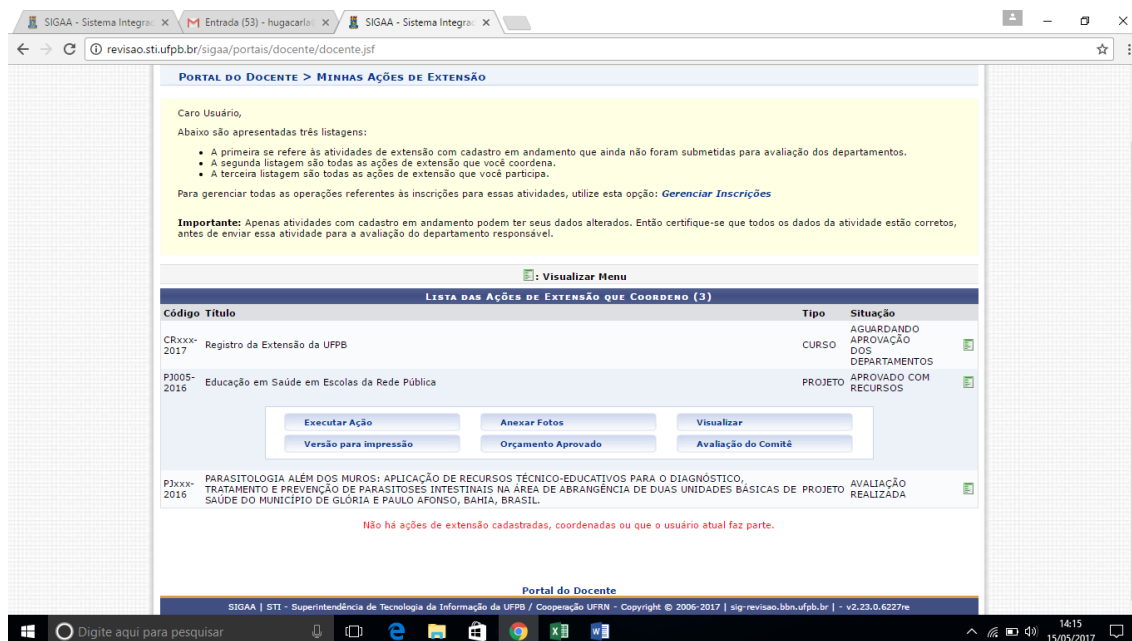 SIGAA - Sistema Integrac
Entrada (53) - hugacarla
SIGAA - Sistema Integrac
revisao.sti.ufpb.br/sigaa/portais/docente/docente.jsf
Portal do Docente > Minhas Ações de Extensão
Caro Usuário,
Abaixo são apresentadas três listagens:
• A primeira se refere às atividades de extensão com cadastro em andamento que ainda não foram submetidas para avaliação dos departamentos.
• A segunda listagem são todas as ações de extensão que você coordena.
• A terceira listagem são todas as ações de extensão que você participa.
Para gerenciar todas as operações referentes às inscrições para essas atividades, utilize esta opção: Gerenciar Inscrições
Importante: Apenas atividades com cadastro em andamento podem ter seus dados alterados. Então certifique-se que todos os dados da atividade estão corretos,
antes de enviar essa atividade para a avaliação do departamento responsável.
: Visualizar Menu
Lista das Ações de Extensão que Coordeno (3)
Código Título Tipo Situação
CRxxx-2017 Registro da Extensão da UFPB CURSO AGUARDANDO
APROVAÇÃO
DOS
DEPARTAMENTOS
PJ005-2016 Educação em Saúde em Escolas da Rede Pública PROJETO APROVADO COM
RECURSOS
Executar Ação Anexar Fotos Visualizar
Versão para impressão Orçamento Aprovado Avaliação do Comitê
PJxxx-2016 PARASITOLOGIA ALÉM DOS MUROS: APLICAÇÃO DE RECURSOS TÉCNICO-EDUCATIVOS PARA O DIAGNÓSTICO,
TRATAMENTO E PREVENÇÃO DE PARASITOSES INTESTINAIS NA ÁREA DE ABRANGÊNCIA DE DUAS UNIDADES BÁSICAS DE
SAÚDE DO MUNICÍPIO DE GLÓRIA E PAULO AFONSO, BAHIA, BRASIL.
PROJETO AVALIAÇÃO
REALIZADA
Não há ações de extensão cadastradas, coordenadas ou que o usuário atual faz parte.
Portal do Docente
SIGAA | STI - Superintendência de Tecnologia da Informação da UFPB / Cooperação UFRN - Copyright © 2006-2017 | sig-revisao.bbn.ufpb.br | - v2.23.0.6227re
Digite aqui para pesquisar
14:15
15/05/2017